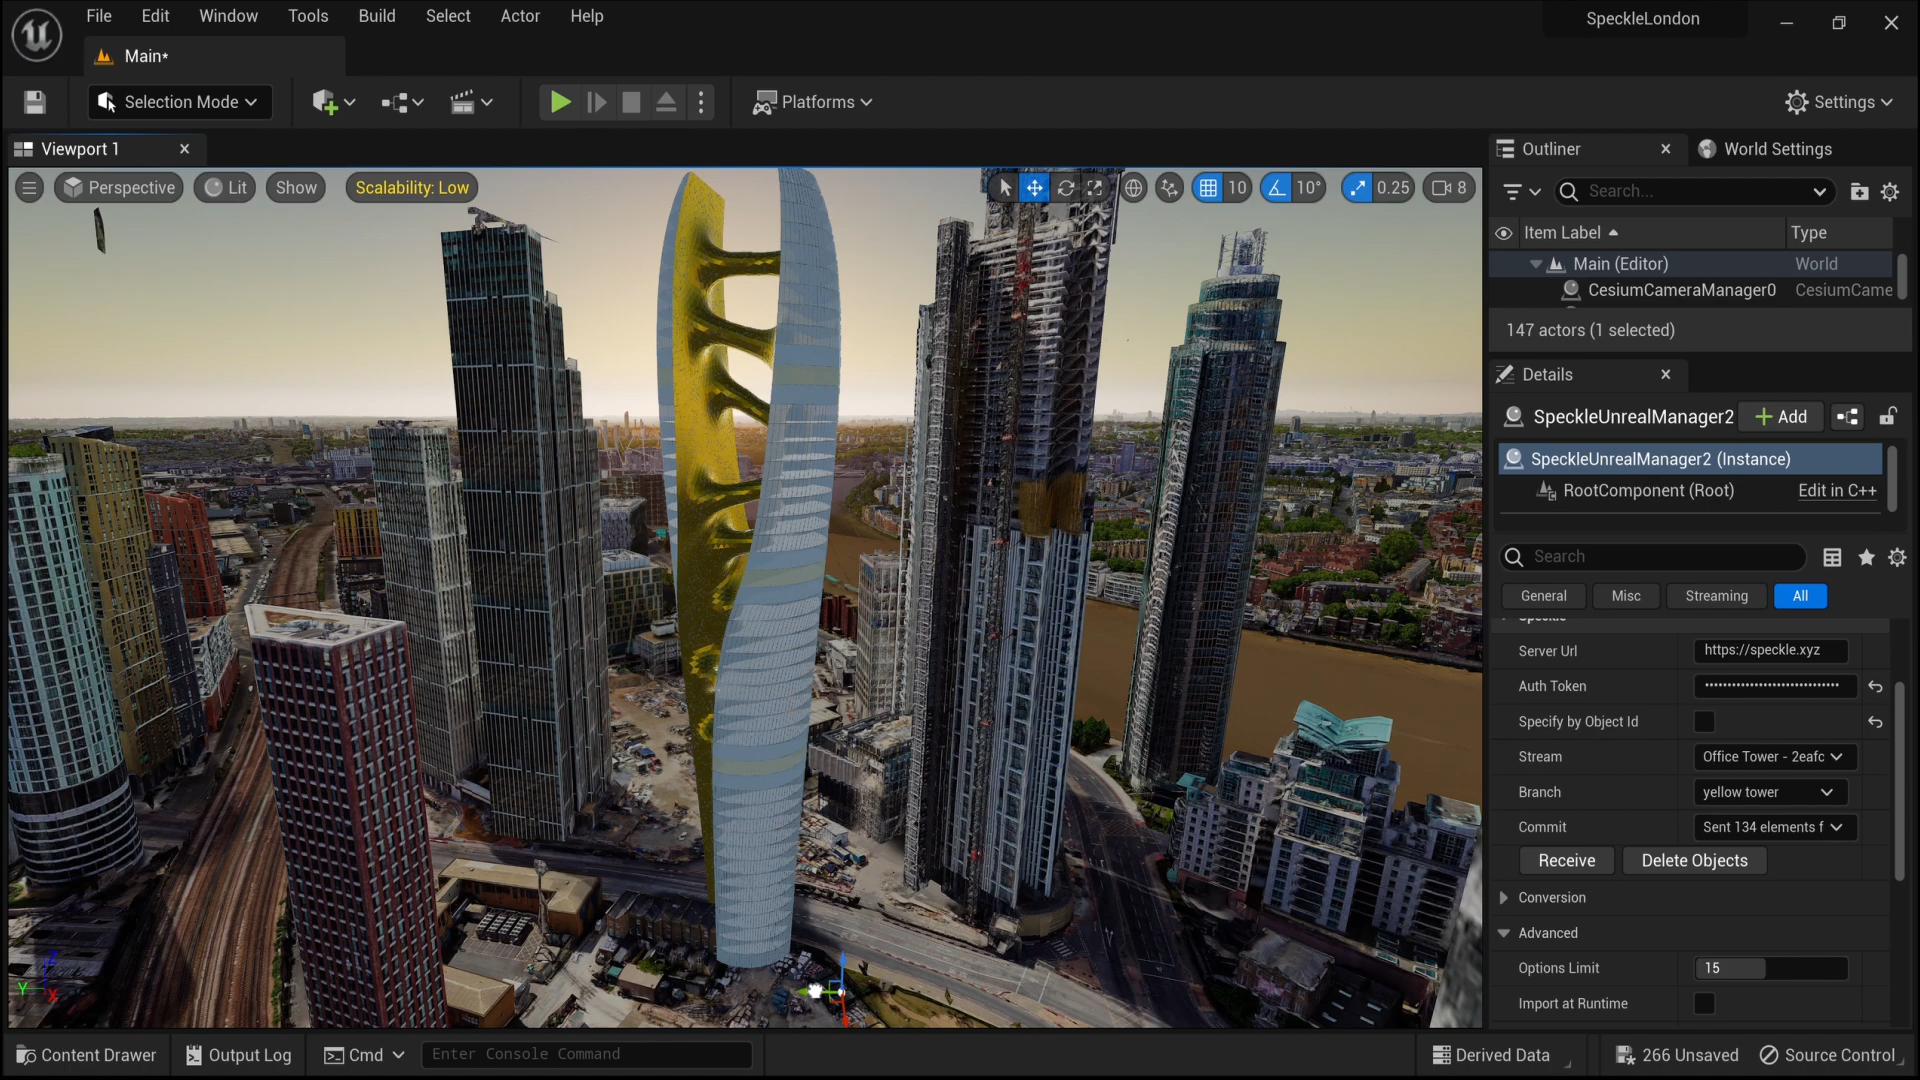 File Edit Window Tools Build Select Actor Help
SpeckleLondon
Main*
Selection Mode
Platforms
Settings
Viewport 1
Outliner
World Settings
Perspective
Lit
Show
Scalability: Low
10
10°
0.25
8
Search...
Item Label
Type
Main (Editor)
World
CesiumCameraManager0
CesiumCame
147 actors (1 selected)
Details
SpeckleUnrealManager2
Add
SpeckleUnrealManager2 (Instance)
RootComponent (Root)
Edit in C++
Search
General
Misc
Streaming
All
Speckle
Server Url
https://speckle.xyz
Auth Token
Specify by Object Id
Stream
Office Tower - 2eafc
Branch
yellow tower
Commit
Sent 134 elements f
Receive
Delete Objects
Conversion
Advanced
Options Limit
15
Import at Runtime
Z
Y
X
Content Drawer
Output Log
Cmd
Enter Console Command
Derived Data
266 Unsaved
Source Control